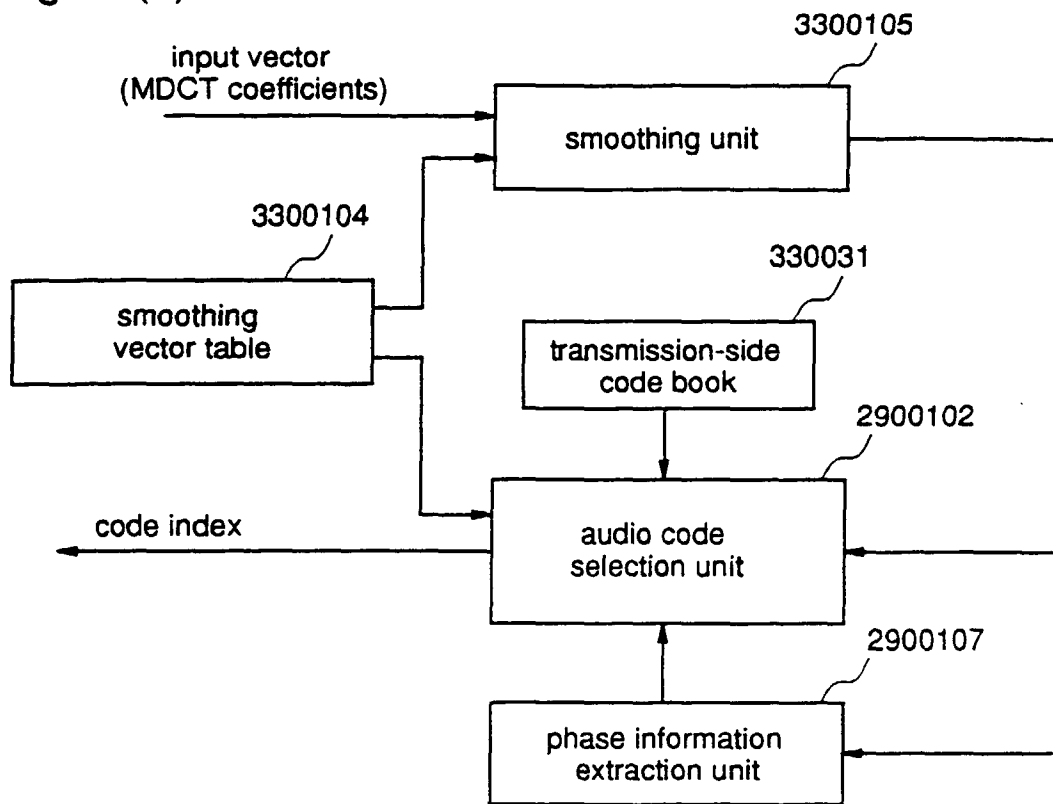 3300105
input vector
(MDCT coefficients)
smoothing unit
3300104
smoothing
vector table
330031
transmission-side
code book
2900102
code index
audio code
selection unit
2900107
phase information
extraction unit